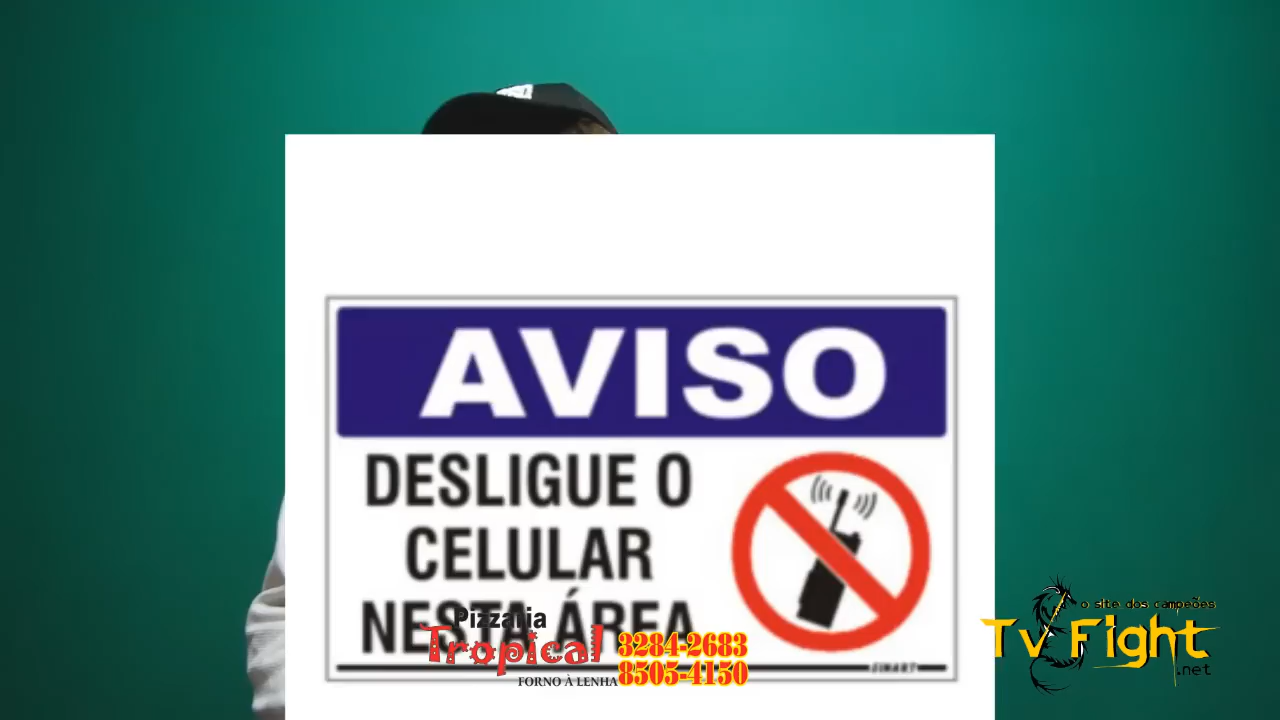 AVISO
DESLIGUE O
CELULAR
NESTA ÁREA
Pizzaria
Tropical
FORNO À LENHA
3284-2683
8505-4150
o site dos campeões
Tv Fight
.net